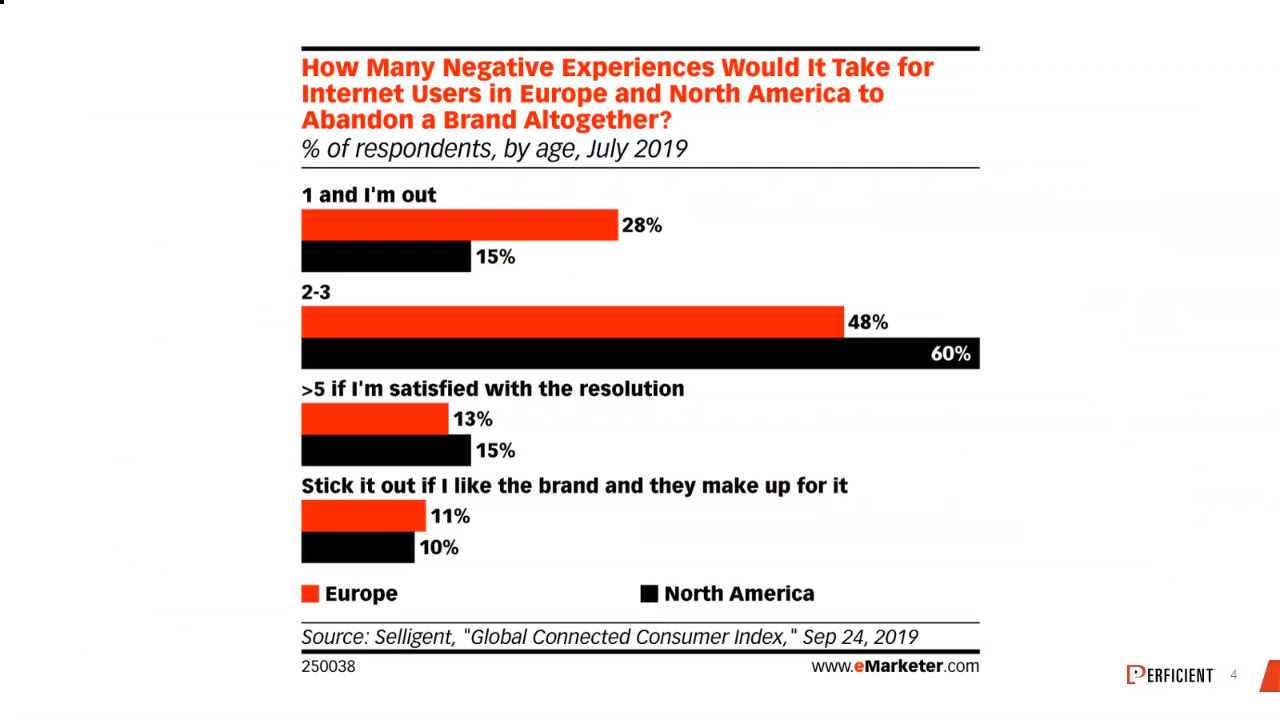 How Many Negative Experiences Would It Take for
Internet Users in Europe and North America to
Abandon a Brand Altogether?
% of respondents, by age, July 2019
1 and I'm out
28%
15%
2-3
48%
60%
>5 if I'm satisfied with the resolution
13%
15%
Stick it out if I like the brand and they make up for it
11%
10%
Europe
North America
Source: Selligent, "Global Connected Consumer Index," Sep 24, 2019
250038
www.eMarketer.com
PERFICIENT
4